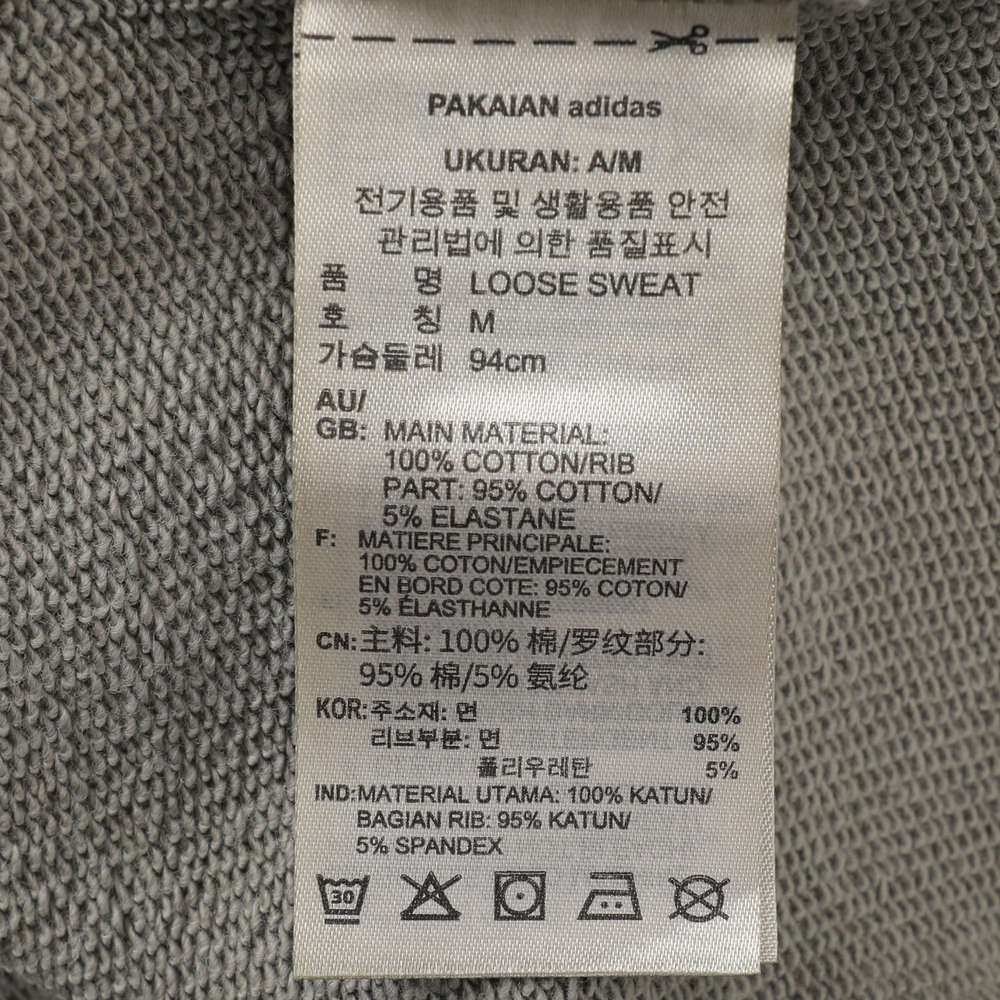 PAKAIAN adidas
UKURAN: A/M
전기용품 및 생활용품 안전
관리법에 의한 품질표시
품 명 LOOSE SWEAT
호 칭 M
가슴둘레 94cm
AU/
GB: MAIN MATERIAL:
100% COTTON/RIB
PART: 95% COTTON/
5% ELASTANE
F: MATIERE PRINCIPALE:
100% COTON/EMPIECEMENT
EN BORD COTE: 95% COTON/
5% ÉLASTHANNE
CN: 主料: 100% 棉/罗纹部分:
95% 棉/5% 氨纶
KOR: 주소재: 면 100%
리브부분: 면 95%
폴리우레탄 5%
IND: MATERIAL UTAMA: 100% KATUN/
BAGIAN RIB: 95% KATUN/
5% SPANDEX
30